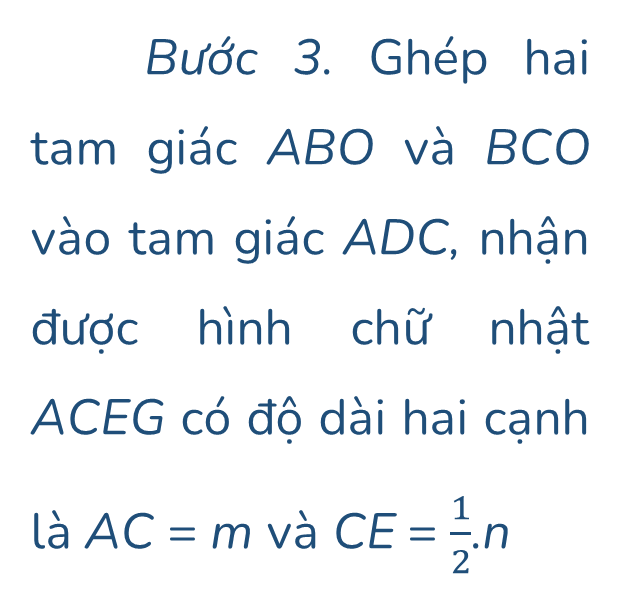 Bước 3. Ghép hai
tam giác ABO và BCO
vào tam giác ADC, nhận
được hình chữ nhật
ACEG có độ dài hai cạnh
là AC = m và CE = \frac{1}{2}.n